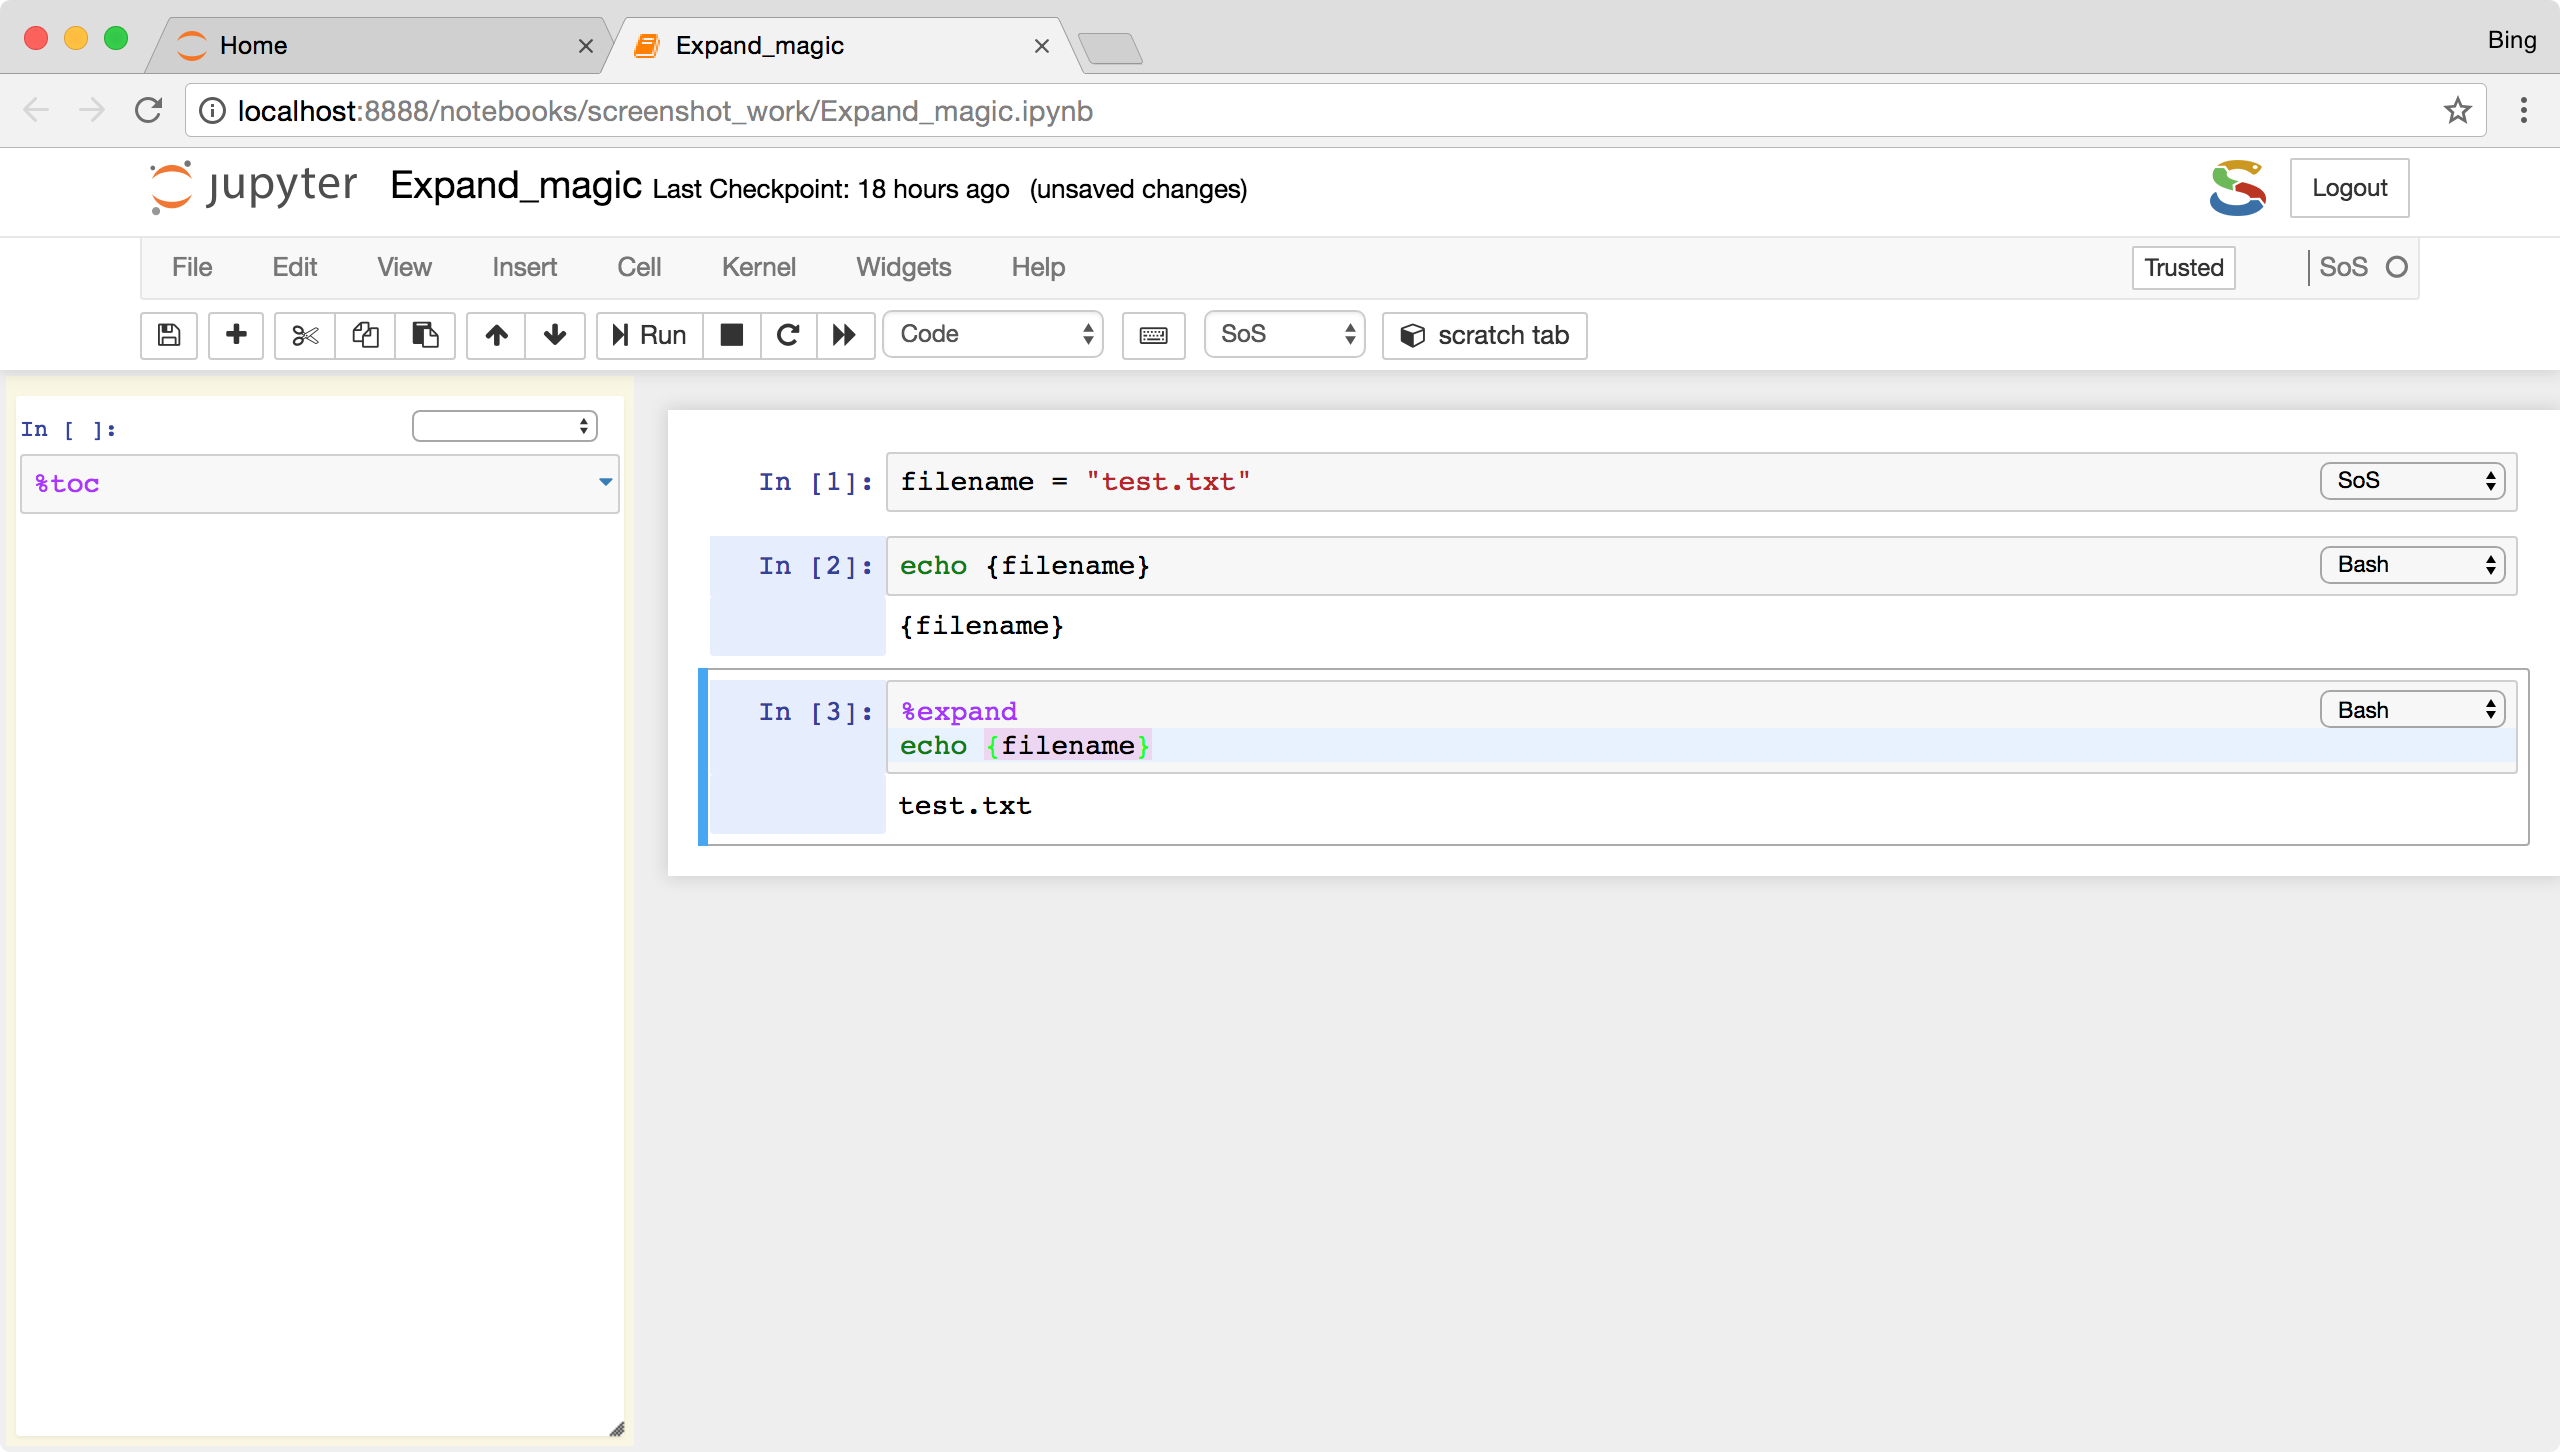 Home
Expand_magic
Bing
localhost:8888/notebooks/screenshot_work/Expand_magic.ipynb
jupyter Expand_magic Last Checkpoint: 18 hours ago (unsaved changes)
Logout
File Edit View Insert Cell Kernel Widgets Help
Trusted
SoS
Run
Code
SoS
scratch tab
In [ ]:
%toc
In [1]: filename = "test.txt" SoS
In [2]: echo {filename} Bash
{filename}
In [3]: %expand Bash
echo {filename}
test.txt